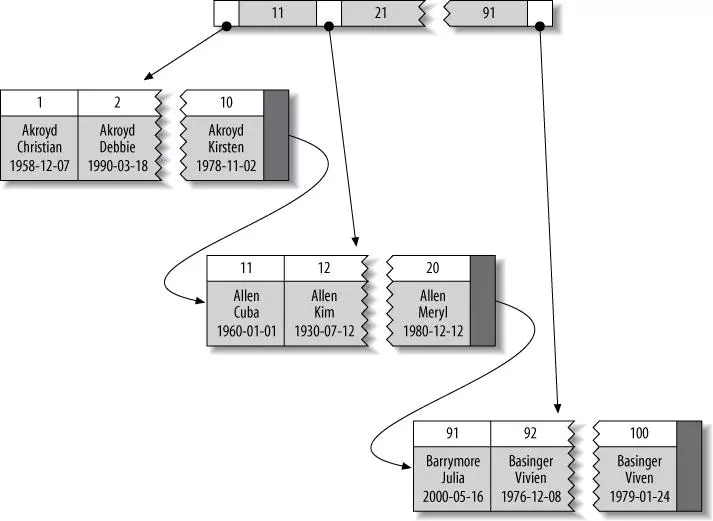 11 21 91
1 2 10
Akroyd Akroyd Akroyd
Christian Debbie Kirsten
1958-12-07 1990-03-18 1978-11-02
11 12 20
Allen Allen Allen
Cuba Kim Meryl
1960-01-01 1930-07-12 1980-12-12
91 92 100
Barrymore Basinger Basinger
Julia Vivien Viven
2000-05-16 1976-12-08 1979-01-24